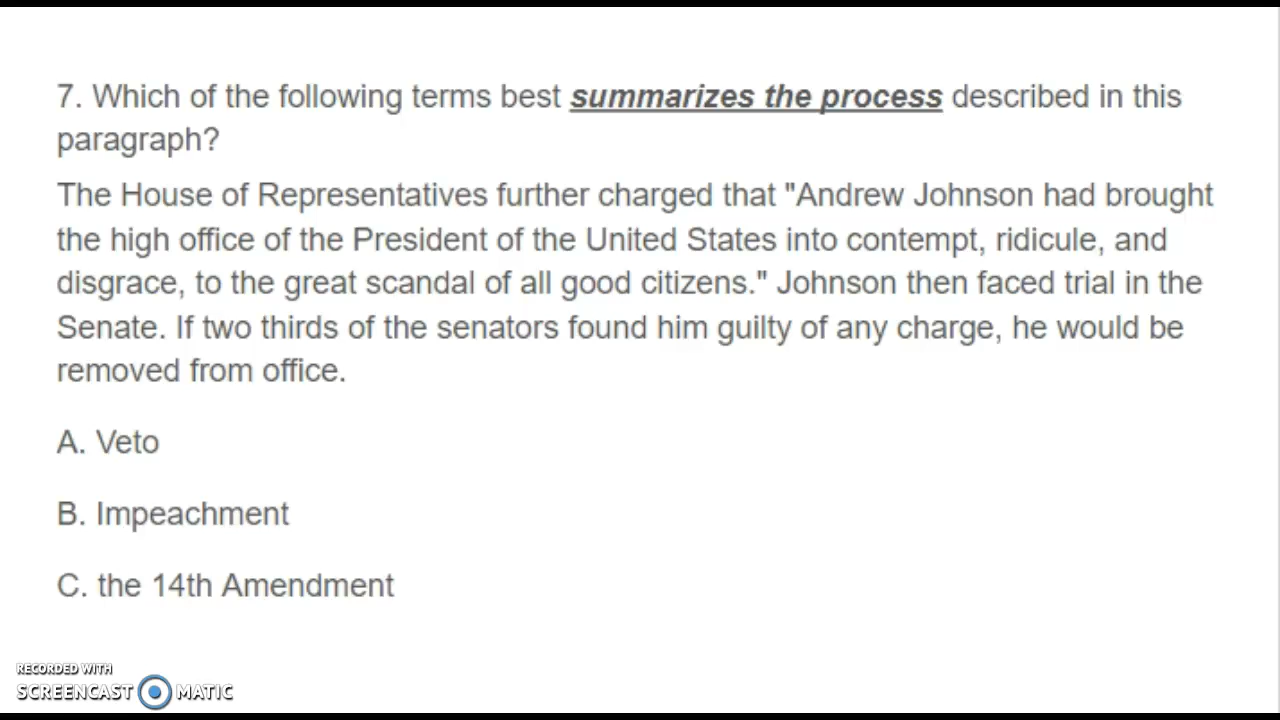 7. Which of the following terms best summarizes the process described in this
paragraph?
The House of Representatives further charged that "Andrew Johnson had brought
the high office of the President of the United States into contempt, ridicule, and
disgrace, to the great scandal of all good citizens." Johnson then faced trial in the
Senate. If two thirds of the senators found him guilty of any charge, he would be
removed from office.
A. Veto
B. Impeachment
C. the 14th Amendment
RECORDED WITH
SCREENCAST MATIC